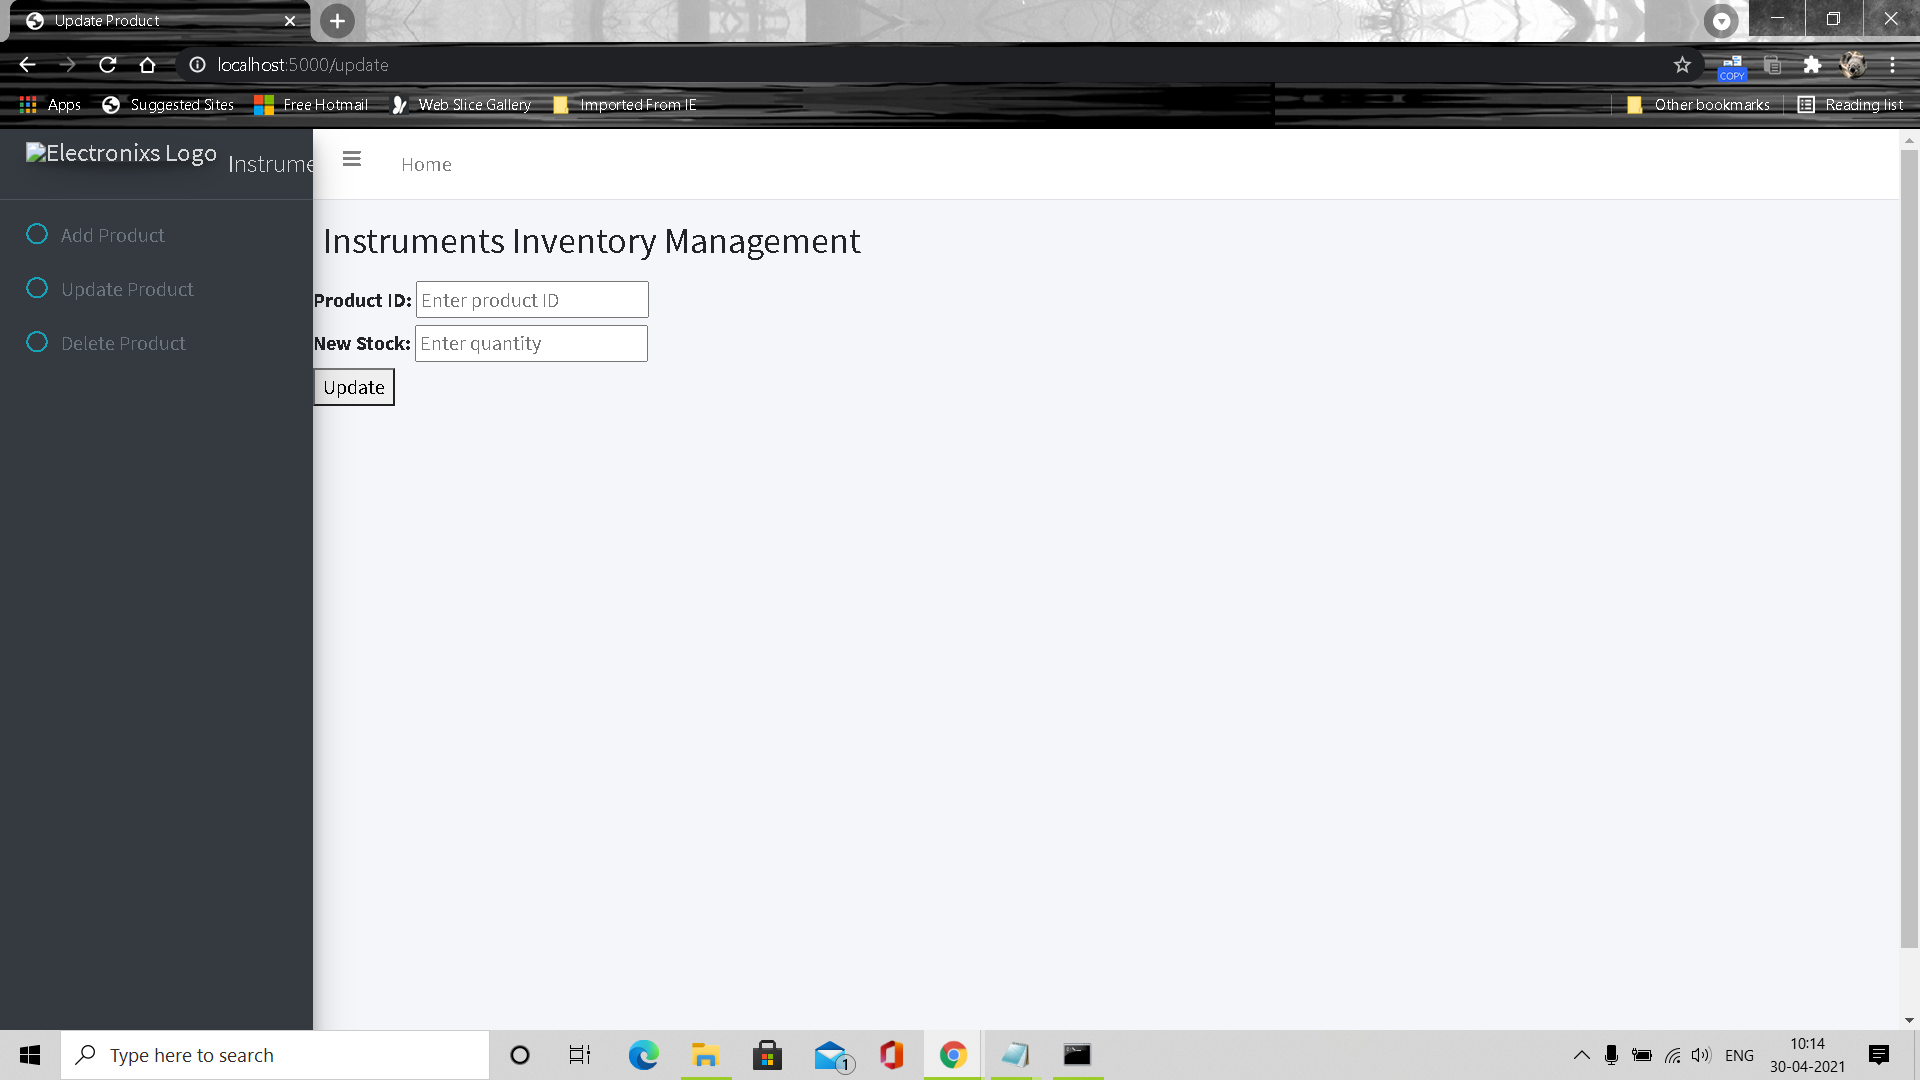 Update Product
localhost:5000/update
COPY
Apps
Suggested Sites
Free Hotmail
Web Slice Gallery
Imported From IE
Other bookmarks
Reading list
Electronixs Logo
Instrume
Home
Add Product
Update Product
Delete Product
Instruments Inventory Management
Product ID: Enter product ID
New Stock: Enter quantity
Update
Type here to search
1
ENG
10:14
30-04-2021